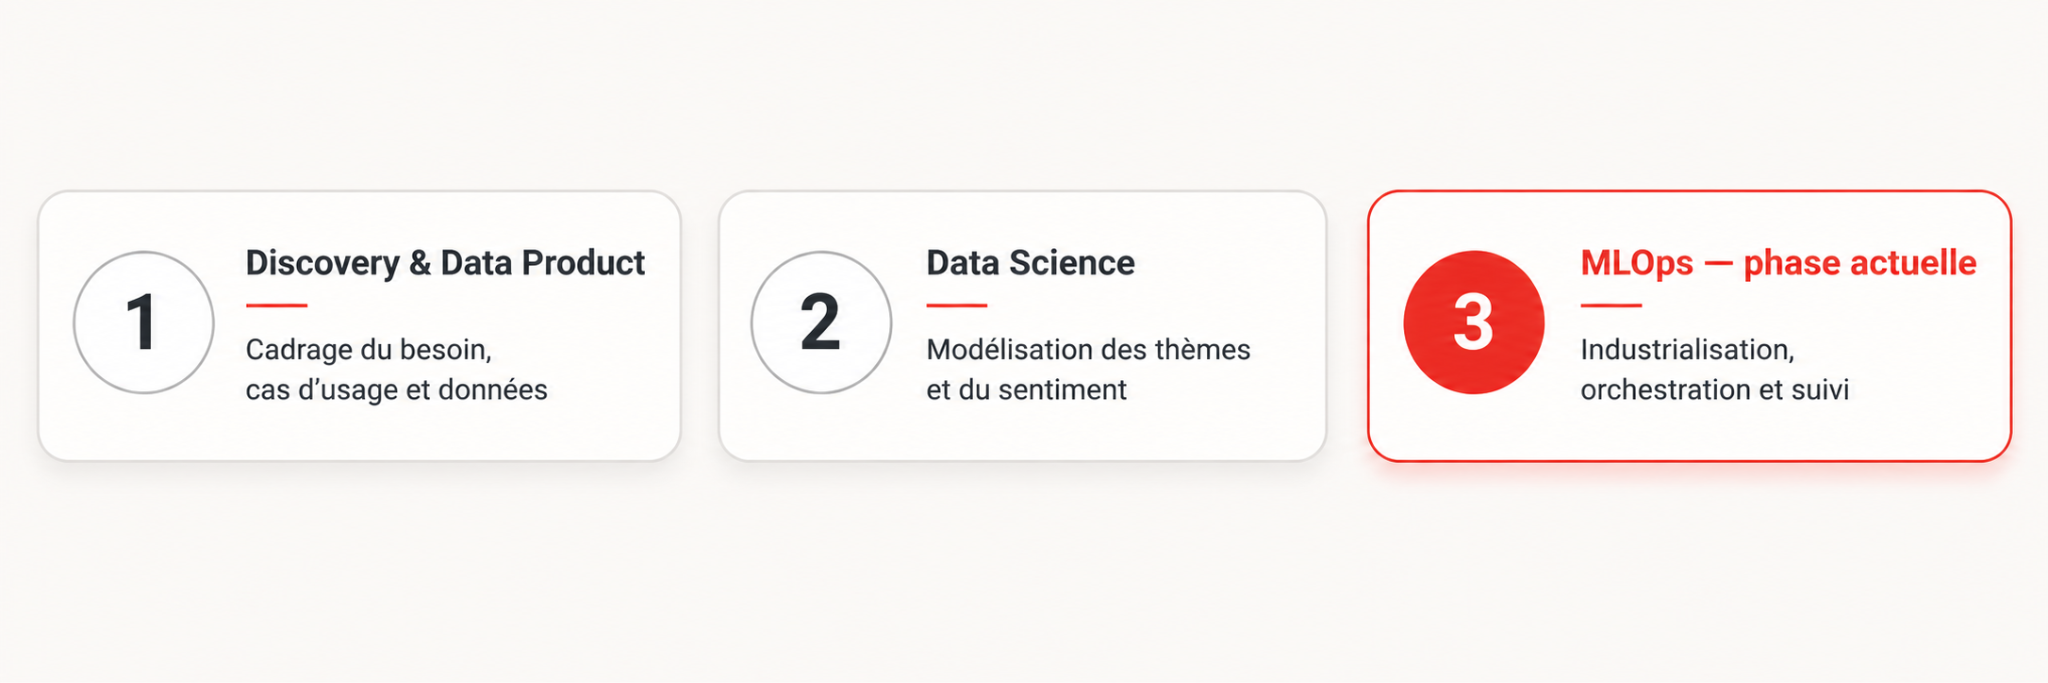 1
Discovery & Data Product
Cadrage du besoin,
cas d’usage et données
2
Data Science
Modélisation des thèmes
et du sentiment
3
MLOps — phase actuelle
Industrialisation,
orchestration et suivi